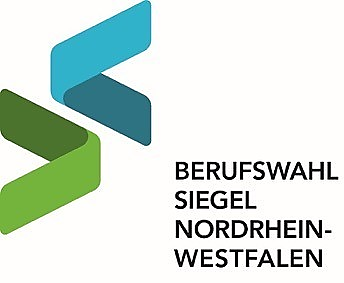 BERUFSWAHL
SIEGEL
NORDRHEIN-
WESTFALEN